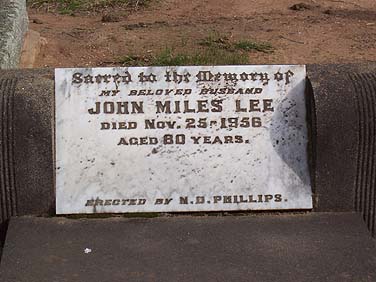 Sacred to the Memory of
MY BELOVED HUSBAND
JOHN MILES LEE
DIED NOV. 25. 1956
AGED 80 YEARS.
ERECTED BY N.D. PHILLIPS.